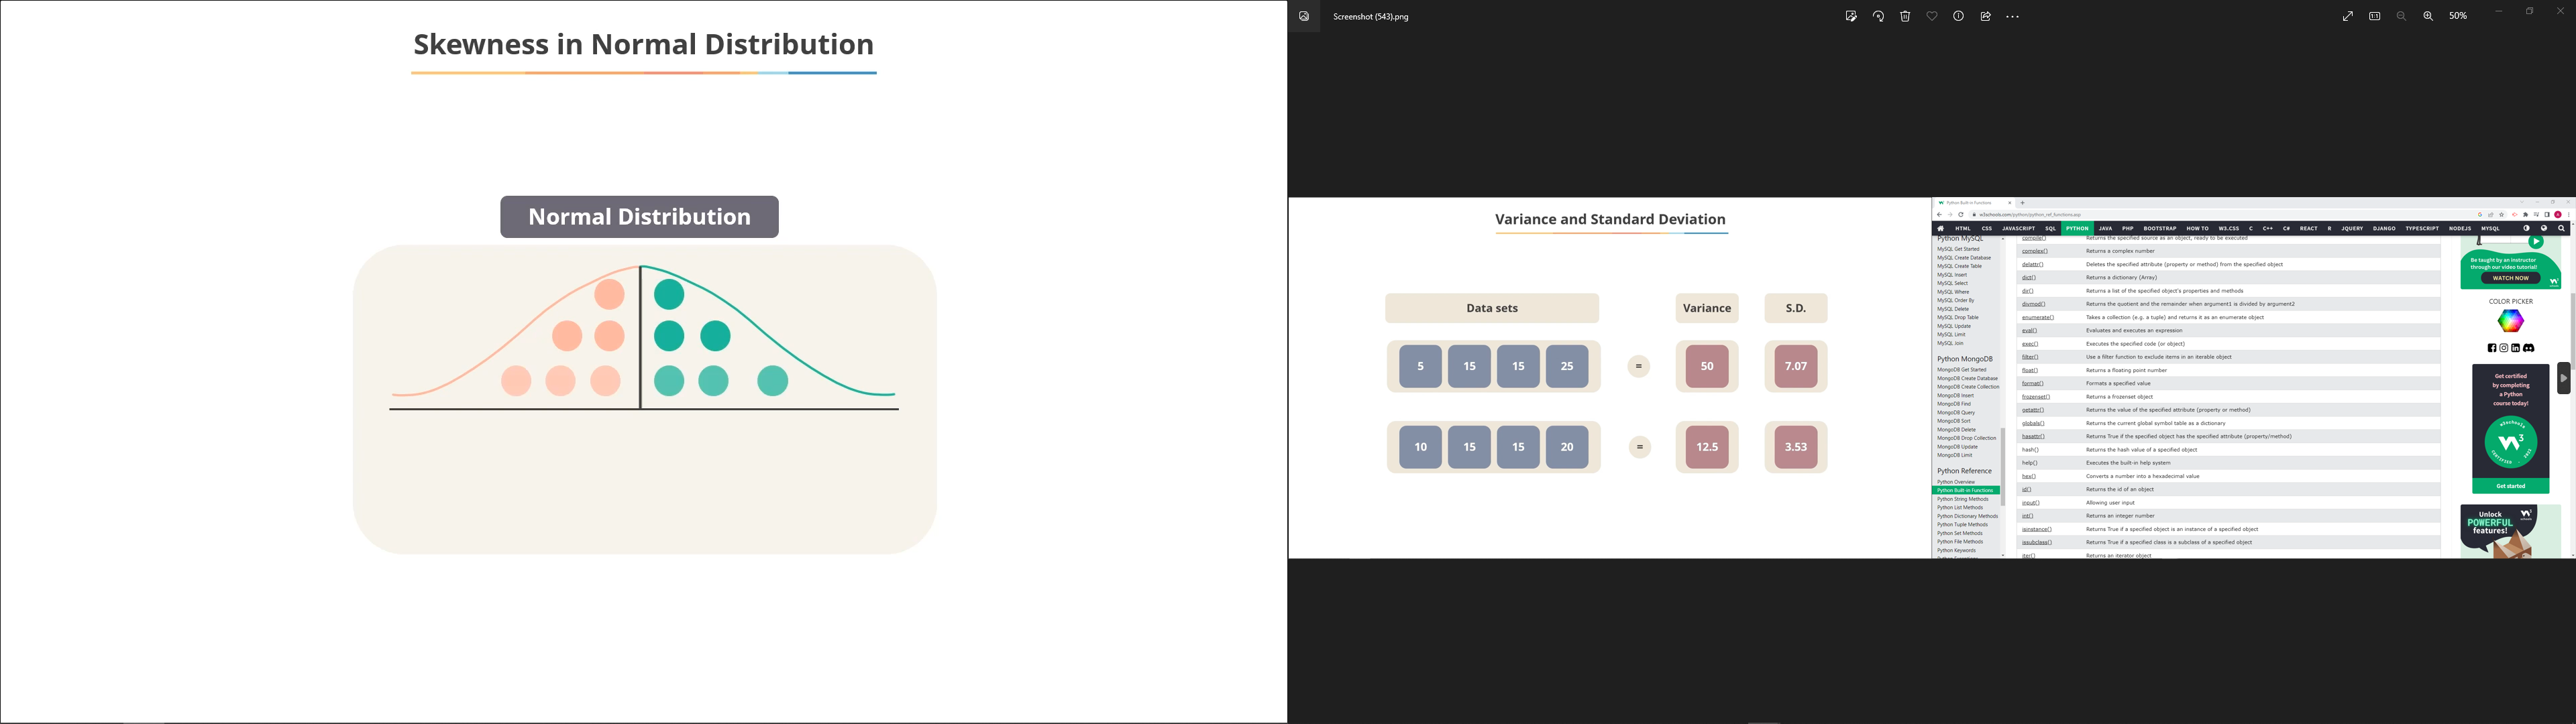 Skewness in Normal Distribution
Normal Distribution
Screenshot (543).png
50%
Variance and Standard Deviation
Data sets
Variance
S.D.
5 15 15 25 = 50 7.07
10 15 15 20 = 12.5 3.53
Python Built-in Functions
w3schools.com/python/python_ref_functions.asp
HTML CSS JAVASCRIPT SQL PYTHON JAVA PHP BOOTSTRAP HOW TO W3.CSS C C++ C# REACT R JQUERY DJANGO TYPESCRIPT NODEJS MYSQL
Python MySQL
MySQL Get Started
MySQL Create Database
MySQL Create Table
MySQL Insert
MySQL Select
MySQL Where
MySQL Order By
MySQL Delete
MySQL Drop Table
MySQL Update
MySQL Limit
MySQL Join
Python MongoDB
MongoDB Get Started
MongoDB Create Database
MongoDB Create Collection
MongoDB Insert
MongoDB Find
MongoDB Query
MongoDB Sort
MongoDB Delete
MongoDB Drop Collection
MongoDB Update
MongoDB Limit
Python Reference
Python Overview
Python Built-in Functions
Python String Methods
Python List Methods
Python Dictionary Methods
Python Tuple Methods
Python Set Methods
Python File Methods
Python Keywords
compile() Returns the specified source as an object, ready to be executed
complex() Returns a complex number
delattr() Deletes the specified attribute (property or method) from the specified object
dict() Returns a dictionary (Array)
dir() Returns a list of the specified object's properties and methods
divmod() Returns the quotient and the remainder when argument1 is divided by argument2
enumerate() Takes a collection (e.g. a tuple) and returns it as an enumerate object
eval() Evaluates and executes an expression
exec() Executes the specified code (or object)
filter() Use a filter function to exclude items in an iterable object
float() Returns a floating point number
format() Formats a specified value
frozenset() Returns a frozenset object
getattr() Returns the value of the specified attribute (property or method)
globals() Returns the current global symbol table as a dictionary
hasattr() Returns True if the specified object has the specified attribute (property/method)
hash() Returns the hash value of a specified object
help() Executes the built-in help system
hex() Converts a number into a hexadecimal value
id() Returns the id of an object
input() Allowing user input
int() Returns an integer number
isinstance() Returns True if a specified object is an instance of a specified object
issubclass() Returns True if a specified class is a subclass of a specified object
iter() Returns an iterator object
Be taught by an instructor
through our video tutorial!
WATCH NOW
COLOR PICKER
Get certified
by completing
a Python
course today!
Get started
Unlock
POWERFUL
features!